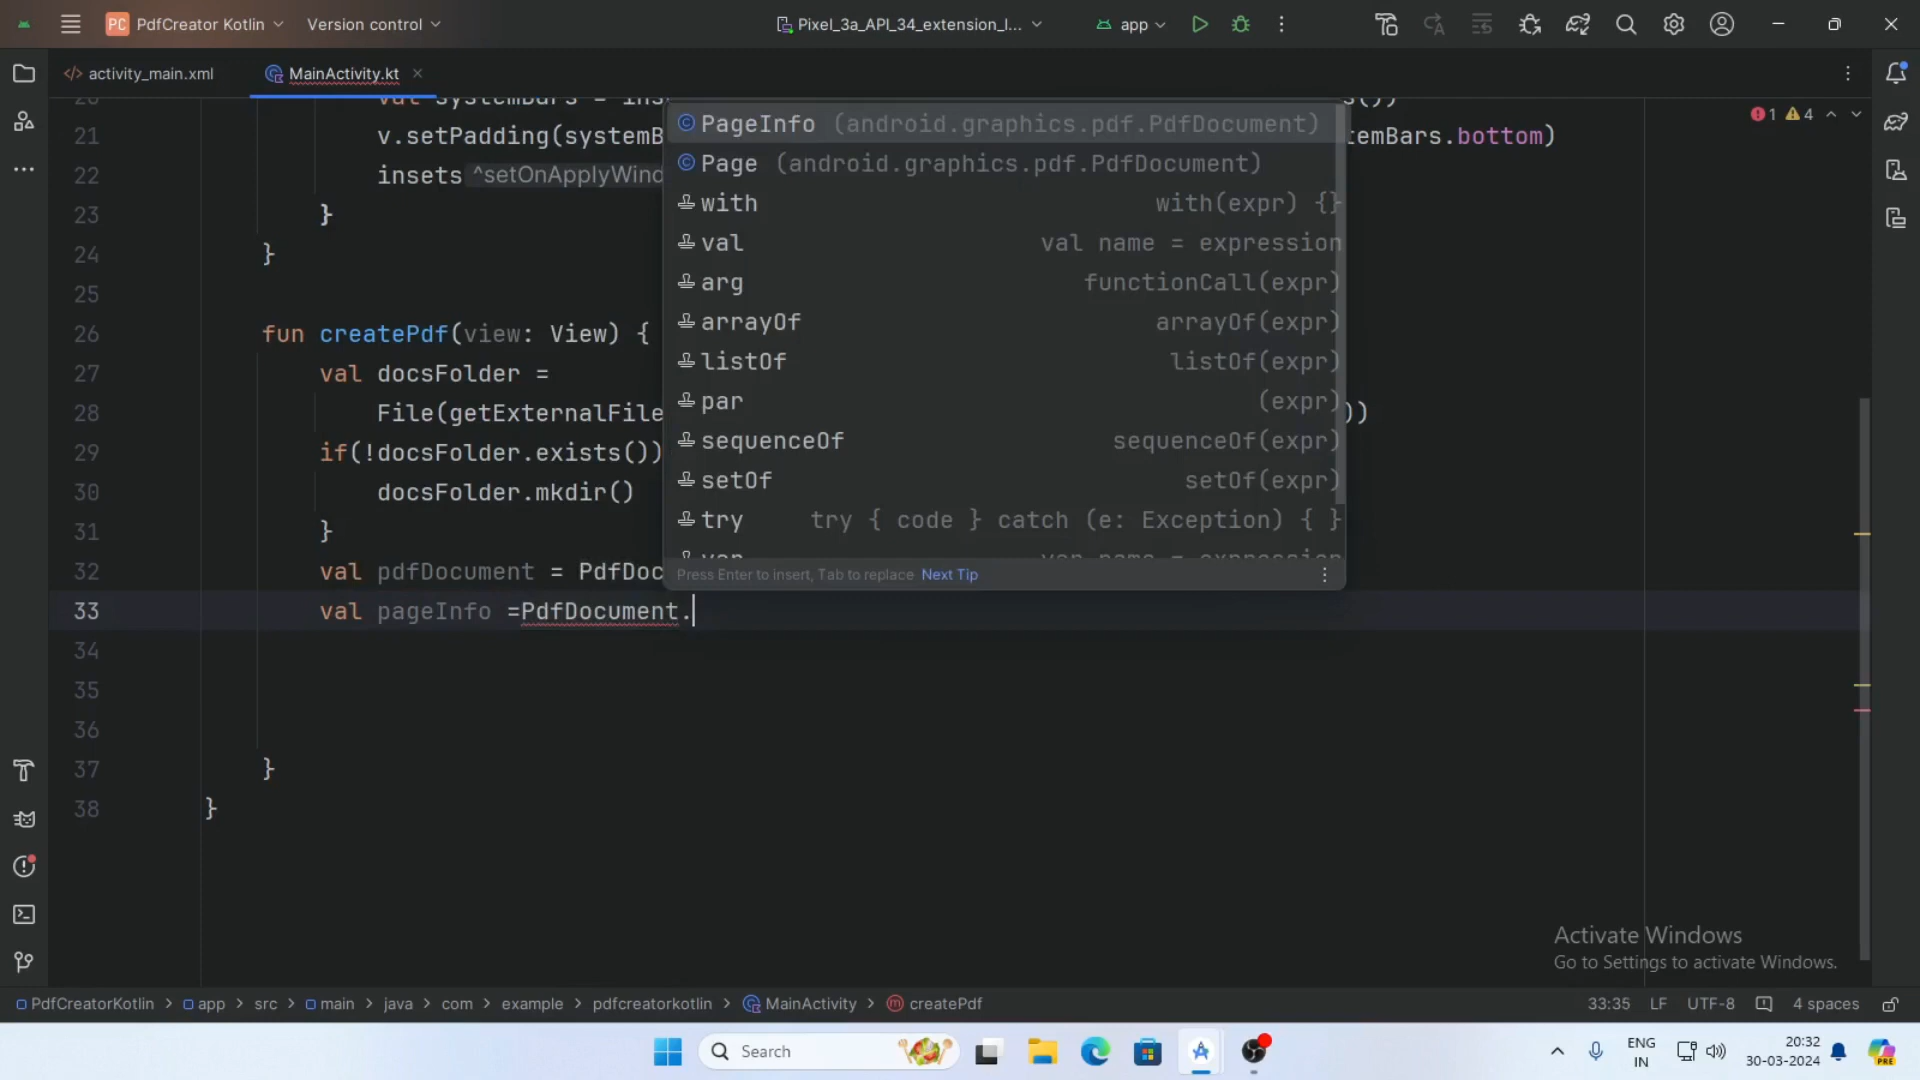 PC PdfCreator Kotlin Version control Pixel_3a_API_34_extension_l... app
activity_main.xml MainActivity.kt
1 4
21 v.setPadding(systemB temBars.bottom)
22 insets ^setOnApplyWind
23 }
24 }
25
26 fun createPdf(view: View) {
27 val docsFolder =
28 File(getExternalFile ))
29 if(!docsFolder.exists())
30 docsFolder.mkdir()
31 }
32 val pdfDocument = PdfDoc
33 val pageInfo =PdfDocument.
34
35
36
37 }
38 }
PageInfo (android.graphics.pdf.PdfDocument)
Page (android.graphics.pdf.PdfDocument)
with with(expr) {}
val val name = expression
arg functionCall(expr)
arrayOf arrayOf(expr)
listOf listOf(expr)
par (expr)
sequenceOf sequenceOf(expr)
setOf setOf(expr)
try try { code } catch (e: Exception) { }
Press Enter to insert, Tab to replace Next Tip
Activate Windows
Go to Settings to activate Windows.
PdfCreatorKotlin > app > src > main > java > com > example > pdfcreatorkotlin > MainActivity > createPdf 33:35 LF UTF-8 4 spaces
Search ENG IN 20:32 30-03-2024 PRE